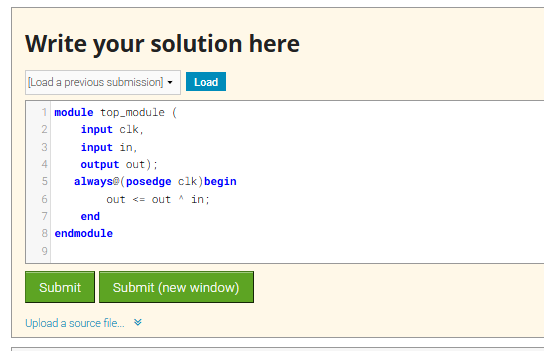 Write your solution here
[Load a previous submission] Load
1 module top_module (
2 input clk,
3 input in,
4 output out);
5 always@(posedge clk)begin
6 out <= out ^ in;
7 end
8 endmodule
9
Submit Submit (new window)
Upload a source file...